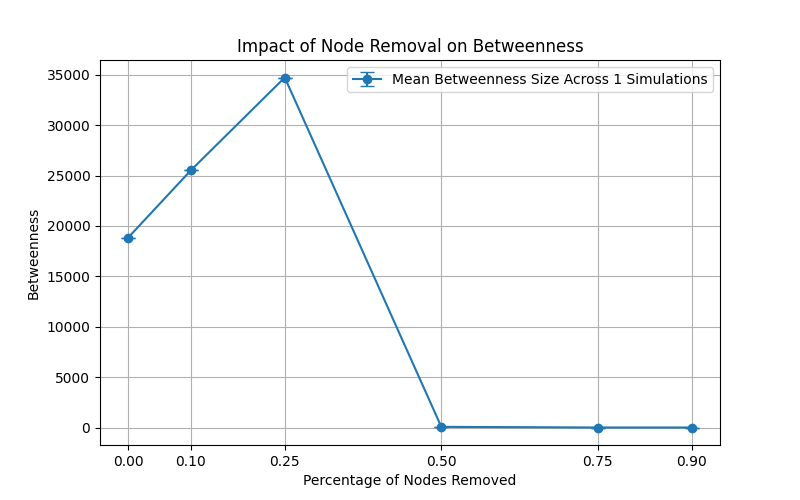 Impact of Node Removal on Betweenness
Mean Betweenness Size Across 1 Simulations
Betweenness
35000
30000
25000
20000
15000
10000
5000
0
0.00 0.10 0.25 0.50 0.75 0.90
Percentage of Nodes Removed